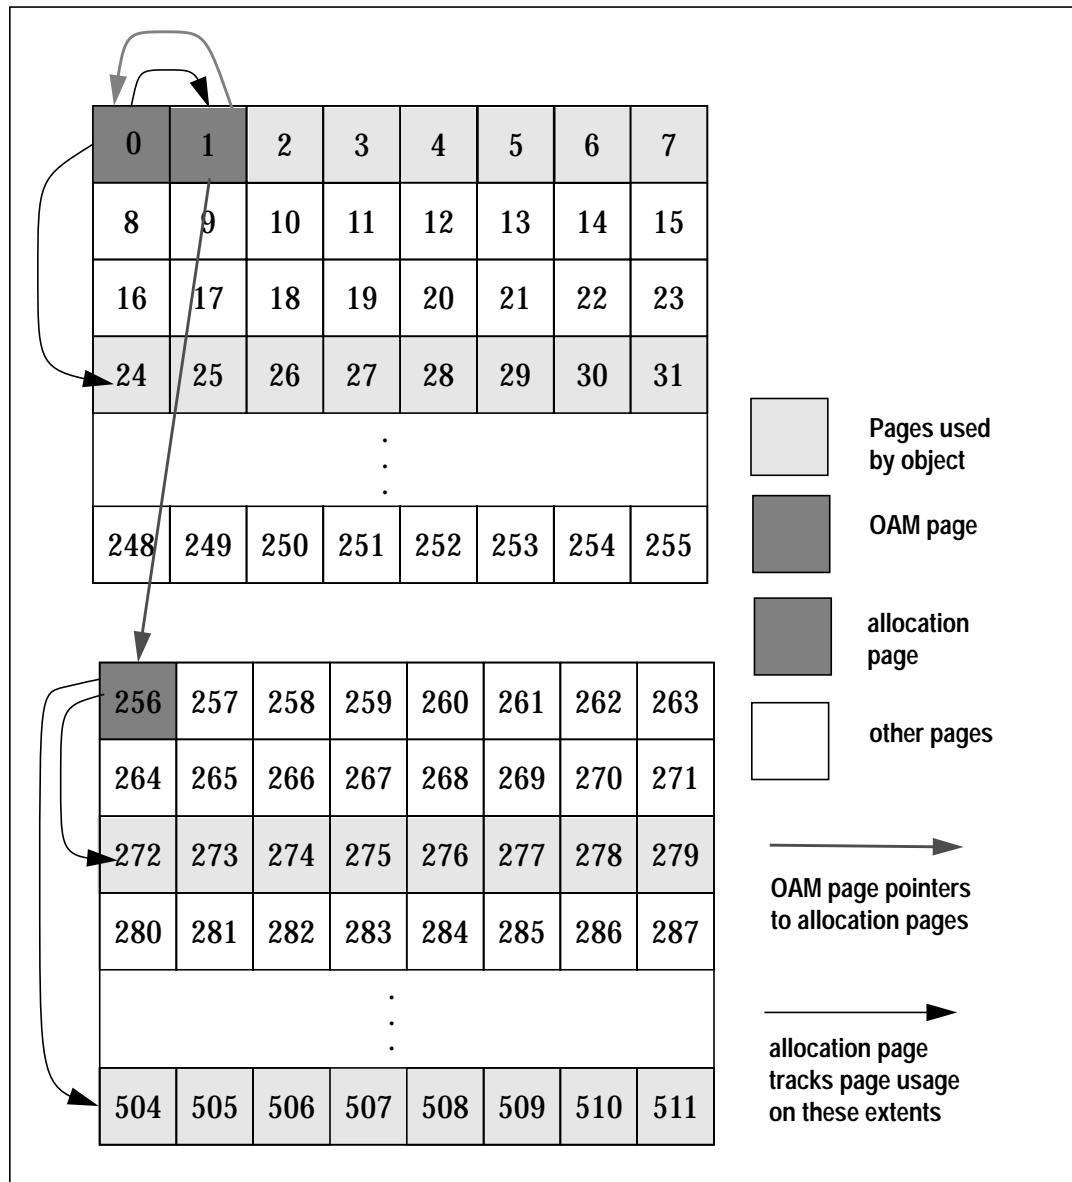 0 1 2 3 4 5 6 7
8 9 10 11 12 13 14 15
16 17 18 19 20 21 22 23
24 25 26 27 28 29 30 31
.
.
.
248 249 250 251 252 253 254 255
256 257 258 259 260 261 262 263
264 265 266 267 268 269 270 271
272 273 274 275 276 277 278 279
280 281 282 283 284 285 286 287
.
.
.
504 505 506 507 508 509 510 511
Pages used
by object
OAM page
allocation
page
other pages
OAM page pointers
to allocation pages
allocation page
tracks page usage
on these extents